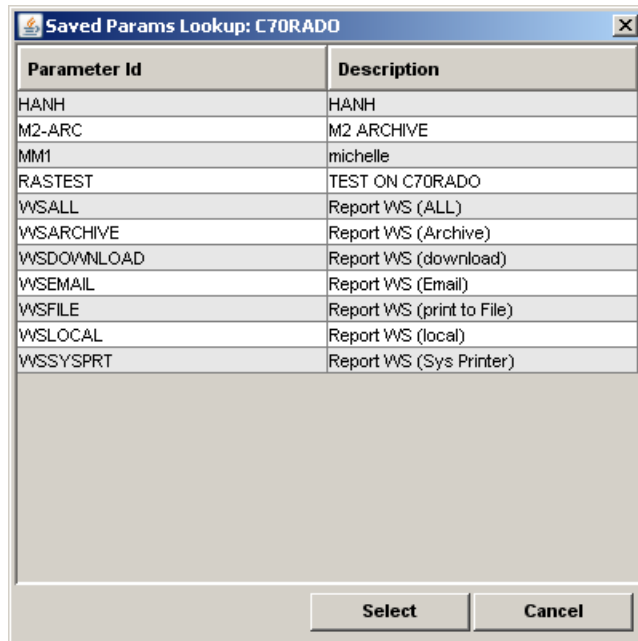 Saved Params Lookup: C70RADO
Parameter Id Description
HANH HANH
M2-ARC M2 ARCHIVE
MM1 michelle
RASTEST TEST ON C70RADO
WSALL Report WS (ALL)
WSARCHIVE Report WS (Archive)
WSDOWNLOAD Report WS (download)
WSEMAIL Report WS (Email)
WSFILE Report WS (print to File)
WSLOCAL Report WS (local)
WSSYSPRT Report WS (Sys Printer)
Select Cancel